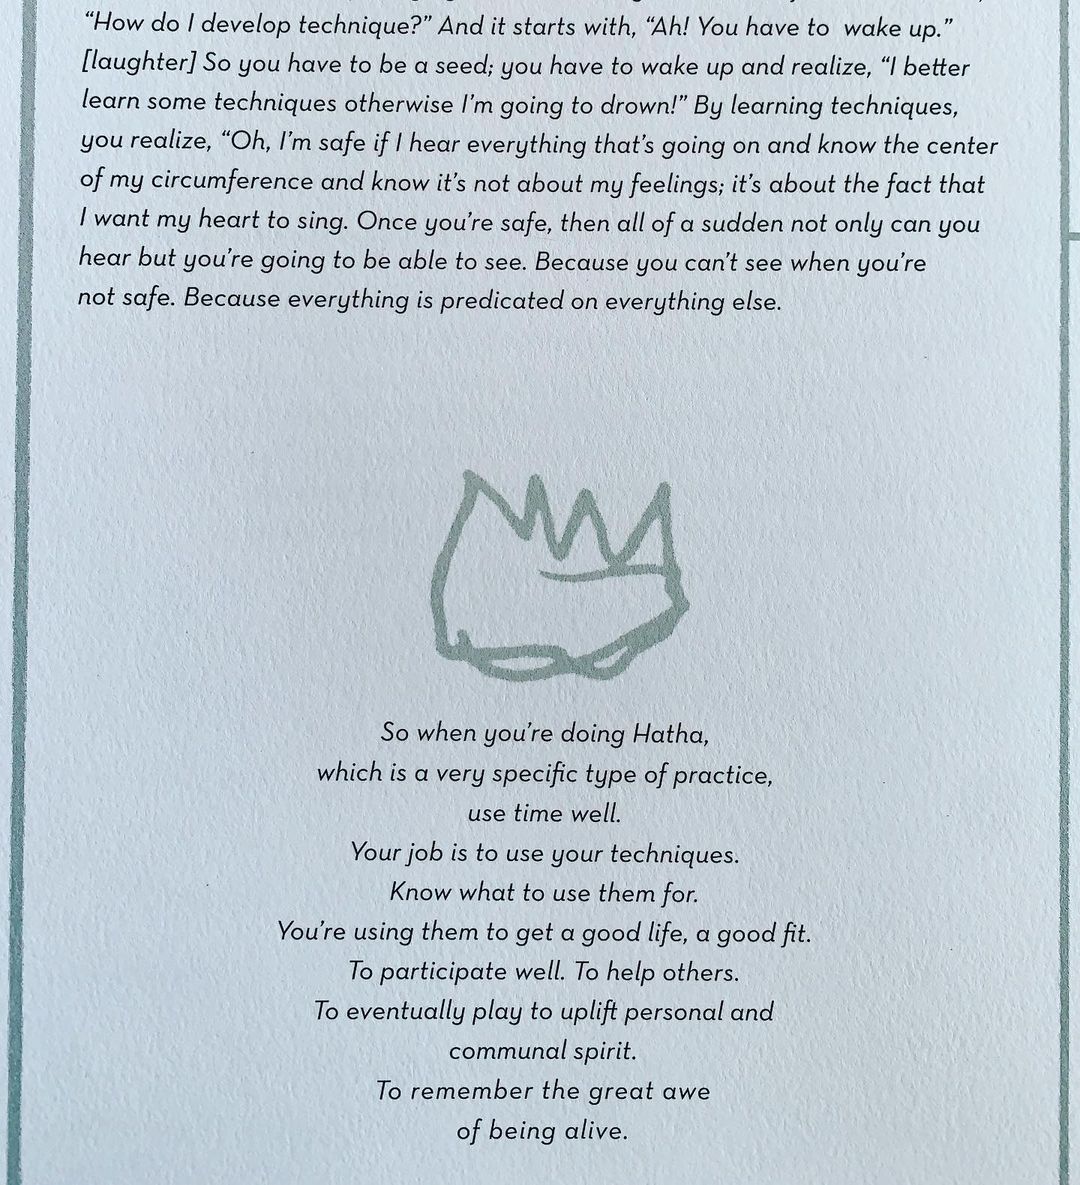 “How do I develop technique?” And it starts with, “Ah! You have to wake up.”
[laughter] So you have to be a seed; you have to wake up and realize, “I better
learn some techniques otherwise I’m going to drown!” By learning techniques,
you realize, “Oh, I’m safe if I hear everything that’s going on and know the center
of my circumference and know it’s not about my feelings; it’s about the fact that
I want my heart to sing. Once you’re safe, then all of a sudden not only can you
hear but you’re going to be able to see. Because you can’t see when you’re
not safe. Because everything is predicated on everything else.
So when you’re doing Hatha,
which is a very specific type of practice,
use time well.
Your job is to use your techniques.
Know what to use them for.
You’re using them to get a good life, a good fit.
To participate well. To help others.
To eventually play to uplift personal and
communal spirit.
To remember the great awe
of being alive.